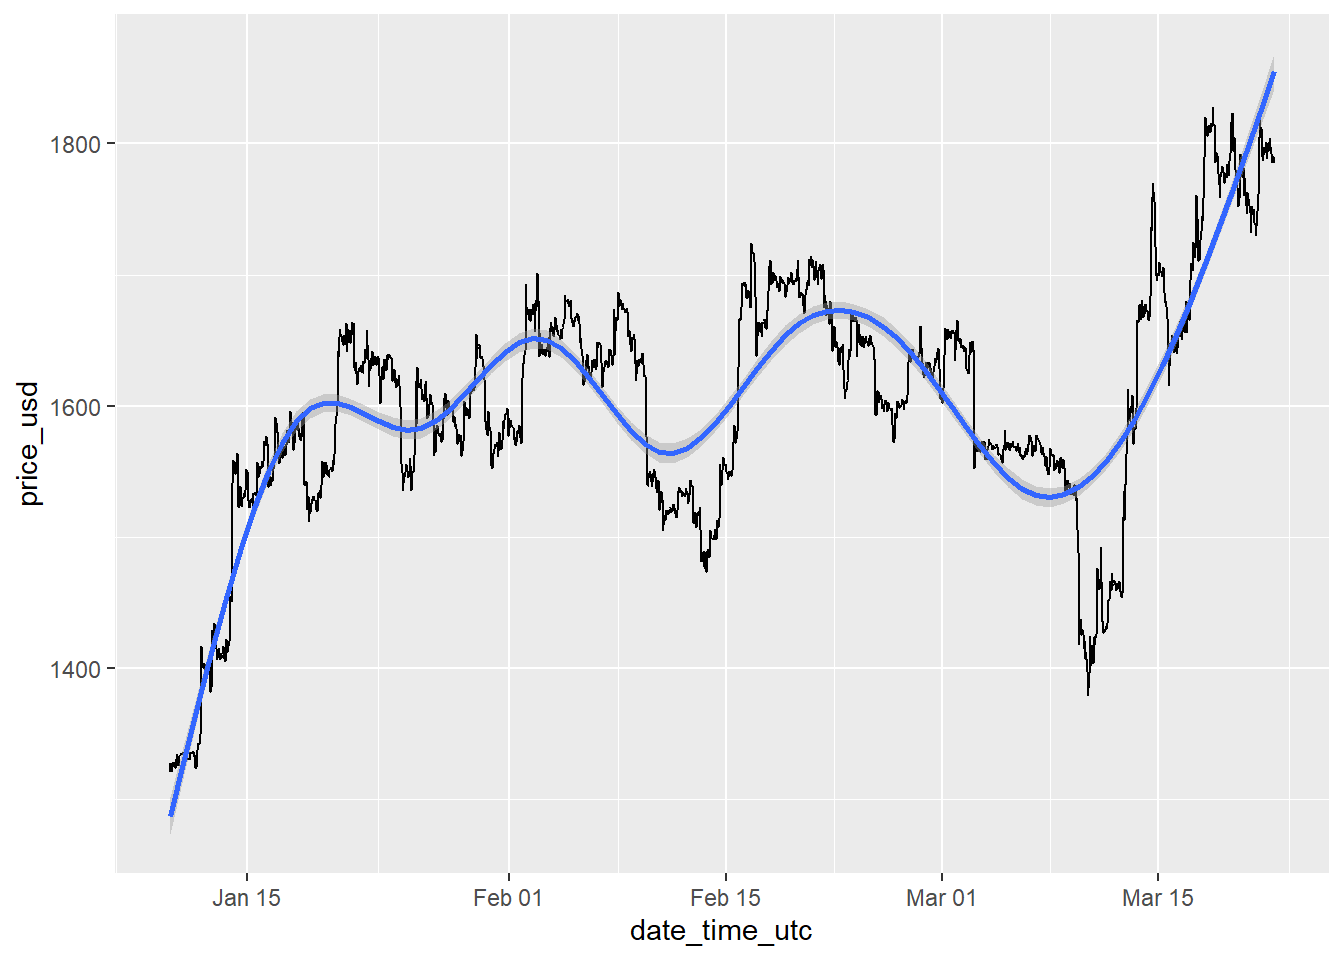 1800
1600
1400
price_usd
Jan 15
Feb 01
Feb 15
Mar 01
Mar 15
date_time_utc